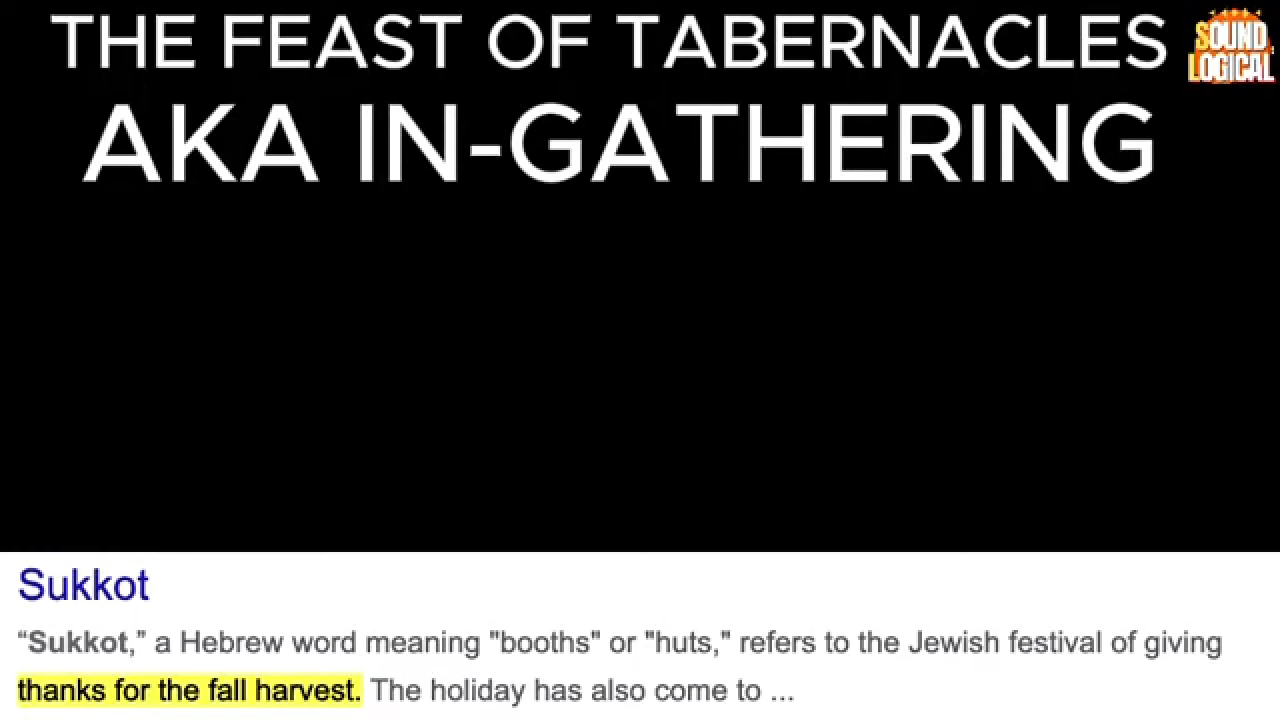 THE FEAST OF TABERNACLES
SOUND
LOGICAL
AKA IN-GATHERING
Sukkot
“Sukkot,” a Hebrew word meaning "booths" or "huts," refers to the Jewish festival of giving
thanks for the fall harvest. The holiday has also come to ...